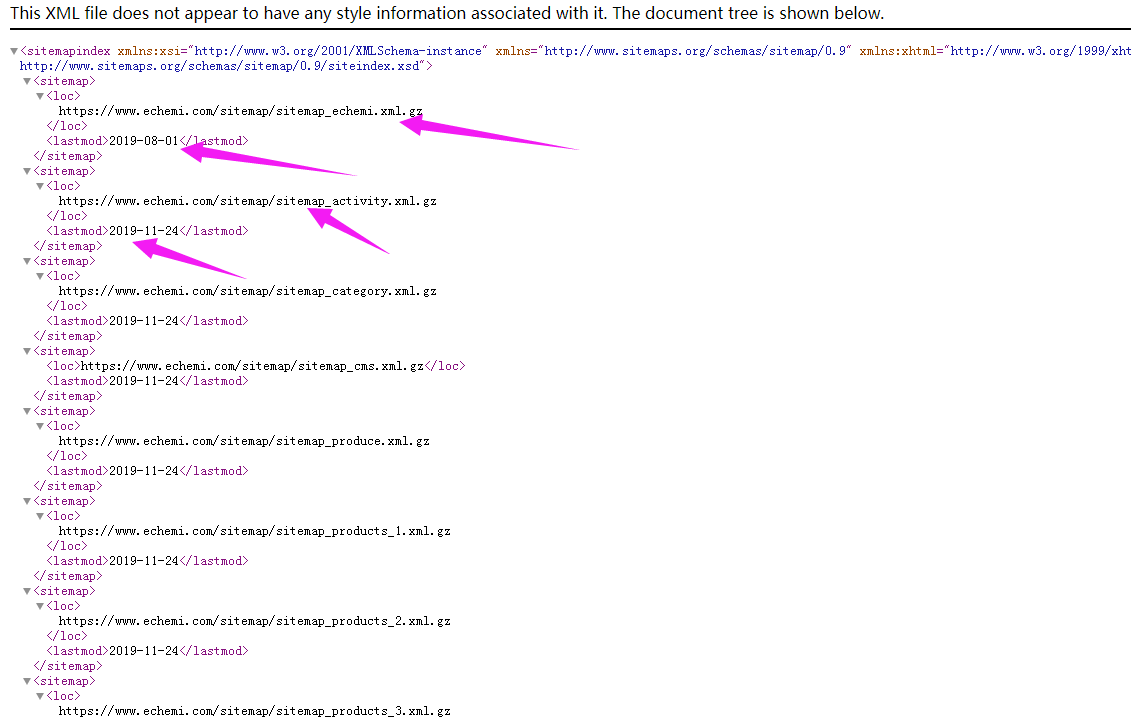 This XML file does not appear to have any style information associated with it. The document tree is shown below.
▼<sitemapindex xmlns:xsi="http://www.w3.org/2001/XMLSchema-instance" xmlns="http://www.sitemaps.org/schemas/sitemap/0.9" xmlns:xhtml="http://www.w3.org/1999/xht
http://www.sitemaps.org/schemas/sitemap/0.9/siteindex.xsd">
▼<sitemap>
▼<loc>
https://www.echemi.com/sitemap/sitemap_echemi.xml.gz
</loc>
<lastmod>2019-08-01</lastmod>
</sitemap>
▼<sitemap>
▼<loc>
https://www.echemi.com/sitemap/sitemap_activity.xml.gz
</loc>
<lastmod>2019-11-24</lastmod>
</sitemap>
▼<sitemap>
▼<loc>
https://www.echemi.com/sitemap/sitemap_category.xml.gz
</loc>
<lastmod>2019-11-24</lastmod>
</sitemap>
▼<sitemap>
<loc>https://www.echemi.com/sitemap/sitemap_cms.xml.gz</loc>
<lastmod>2019-11-24</lastmod>
</sitemap>
▼<sitemap>
▼<loc>
https://www.echemi.com/sitemap/sitemap_produce.xml.gz
</loc>
<lastmod>2019-11-24</lastmod>
</sitemap>
▼<sitemap>
▼<loc>
https://www.echemi.com/sitemap/sitemap_products_1.xml.gz
</loc>
<lastmod>2019-11-24</lastmod>
</sitemap>
▼<sitemap>
▼<loc>
https://www.echemi.com/sitemap/sitemap_products_2.xml.gz
</loc>
<lastmod>2019-11-24</lastmod>
</sitemap>
▼<sitemap>
▼<loc>
https://www.echemi.com/sitemap/sitemap_products_3.xml.gz